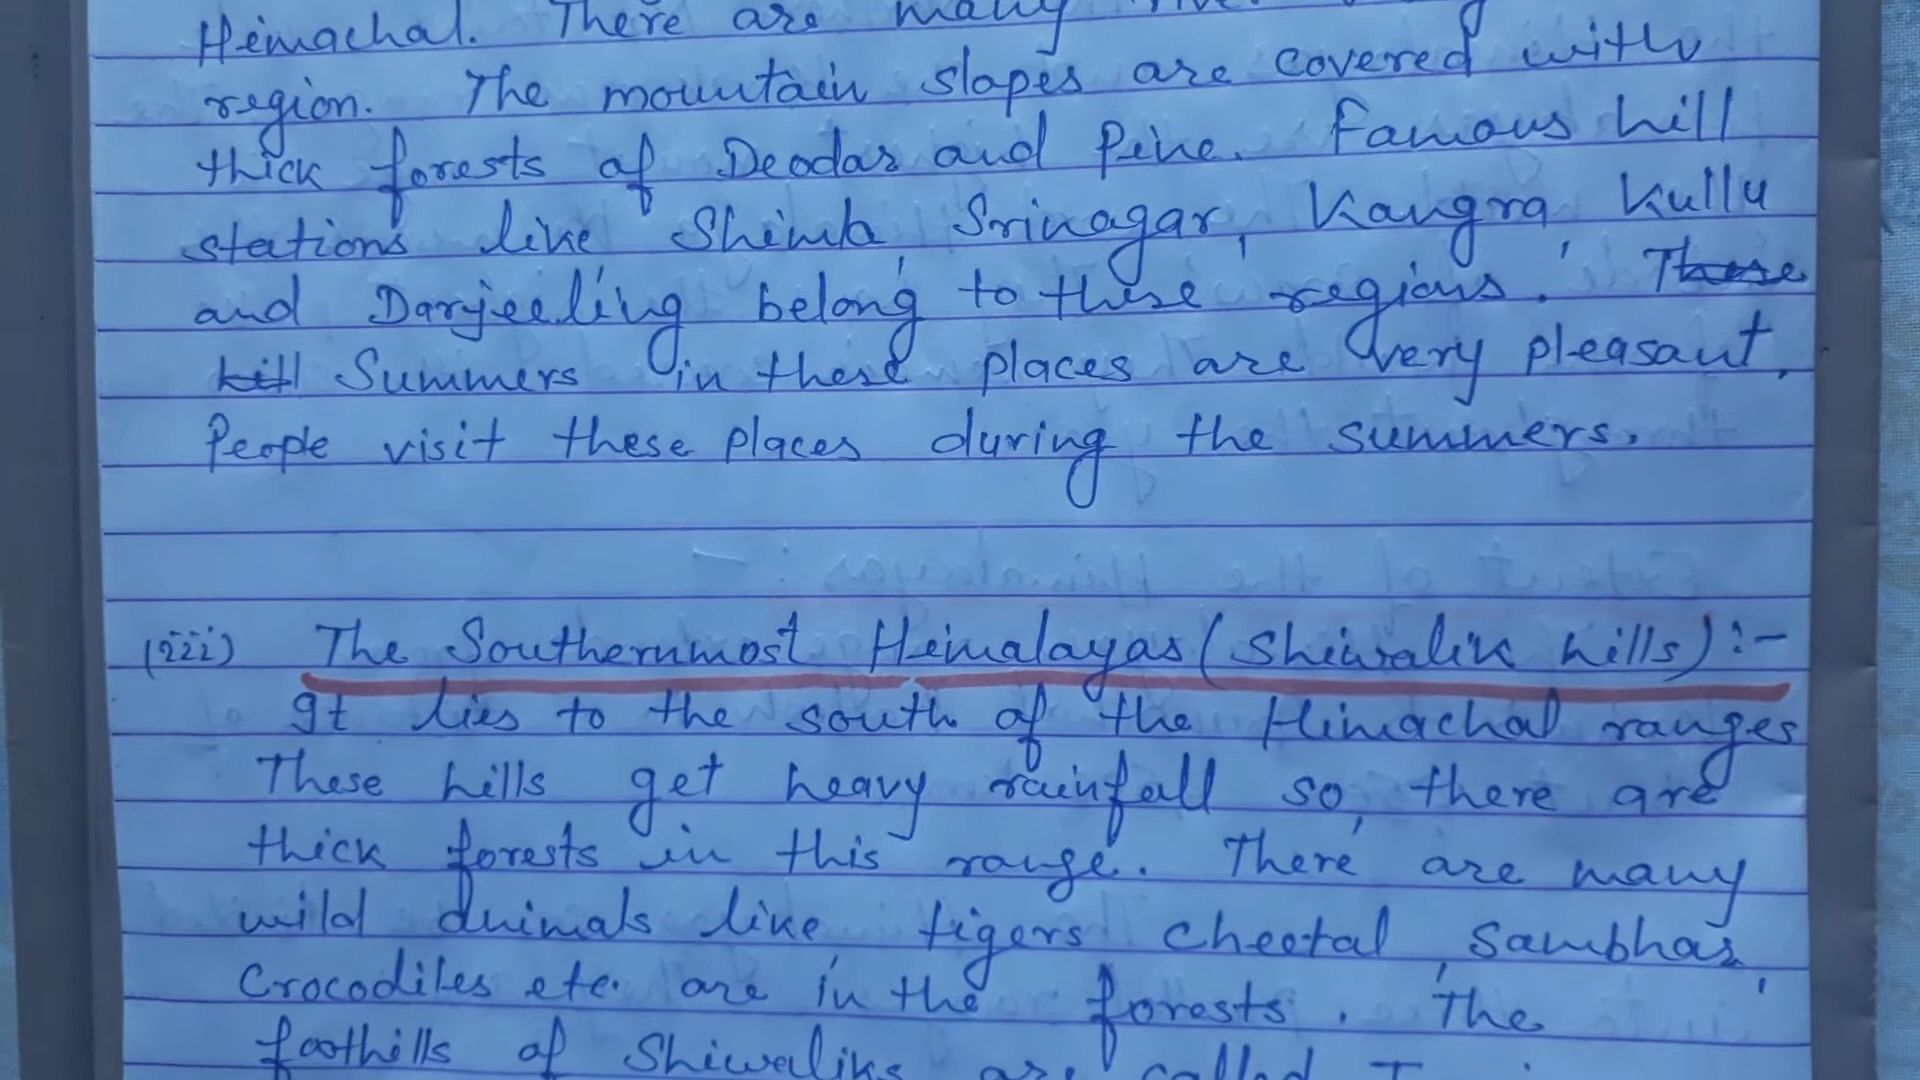 Himachal. There are many
region. The mountain slopes are covered with
thick forests of Deodar and Pine. Famous hill
stations like Shimla, Srinagar, Kangra, Kullu
and Darjeeling belong to these regions. These
hill Summers in these places are very pleasant.
People visit these places during the summers.
(iii) The Southernmost Himalayas (Shiwalik hills):-
It lies to the south of the Himachal ranges
These hills get heavy rainfall so, there are
thick forests in this range. There are many
wild animals like, tigers cheetal, Sambhar,
Crocodiles etc. are in the forests. The
foothills of Shiwaliks are called